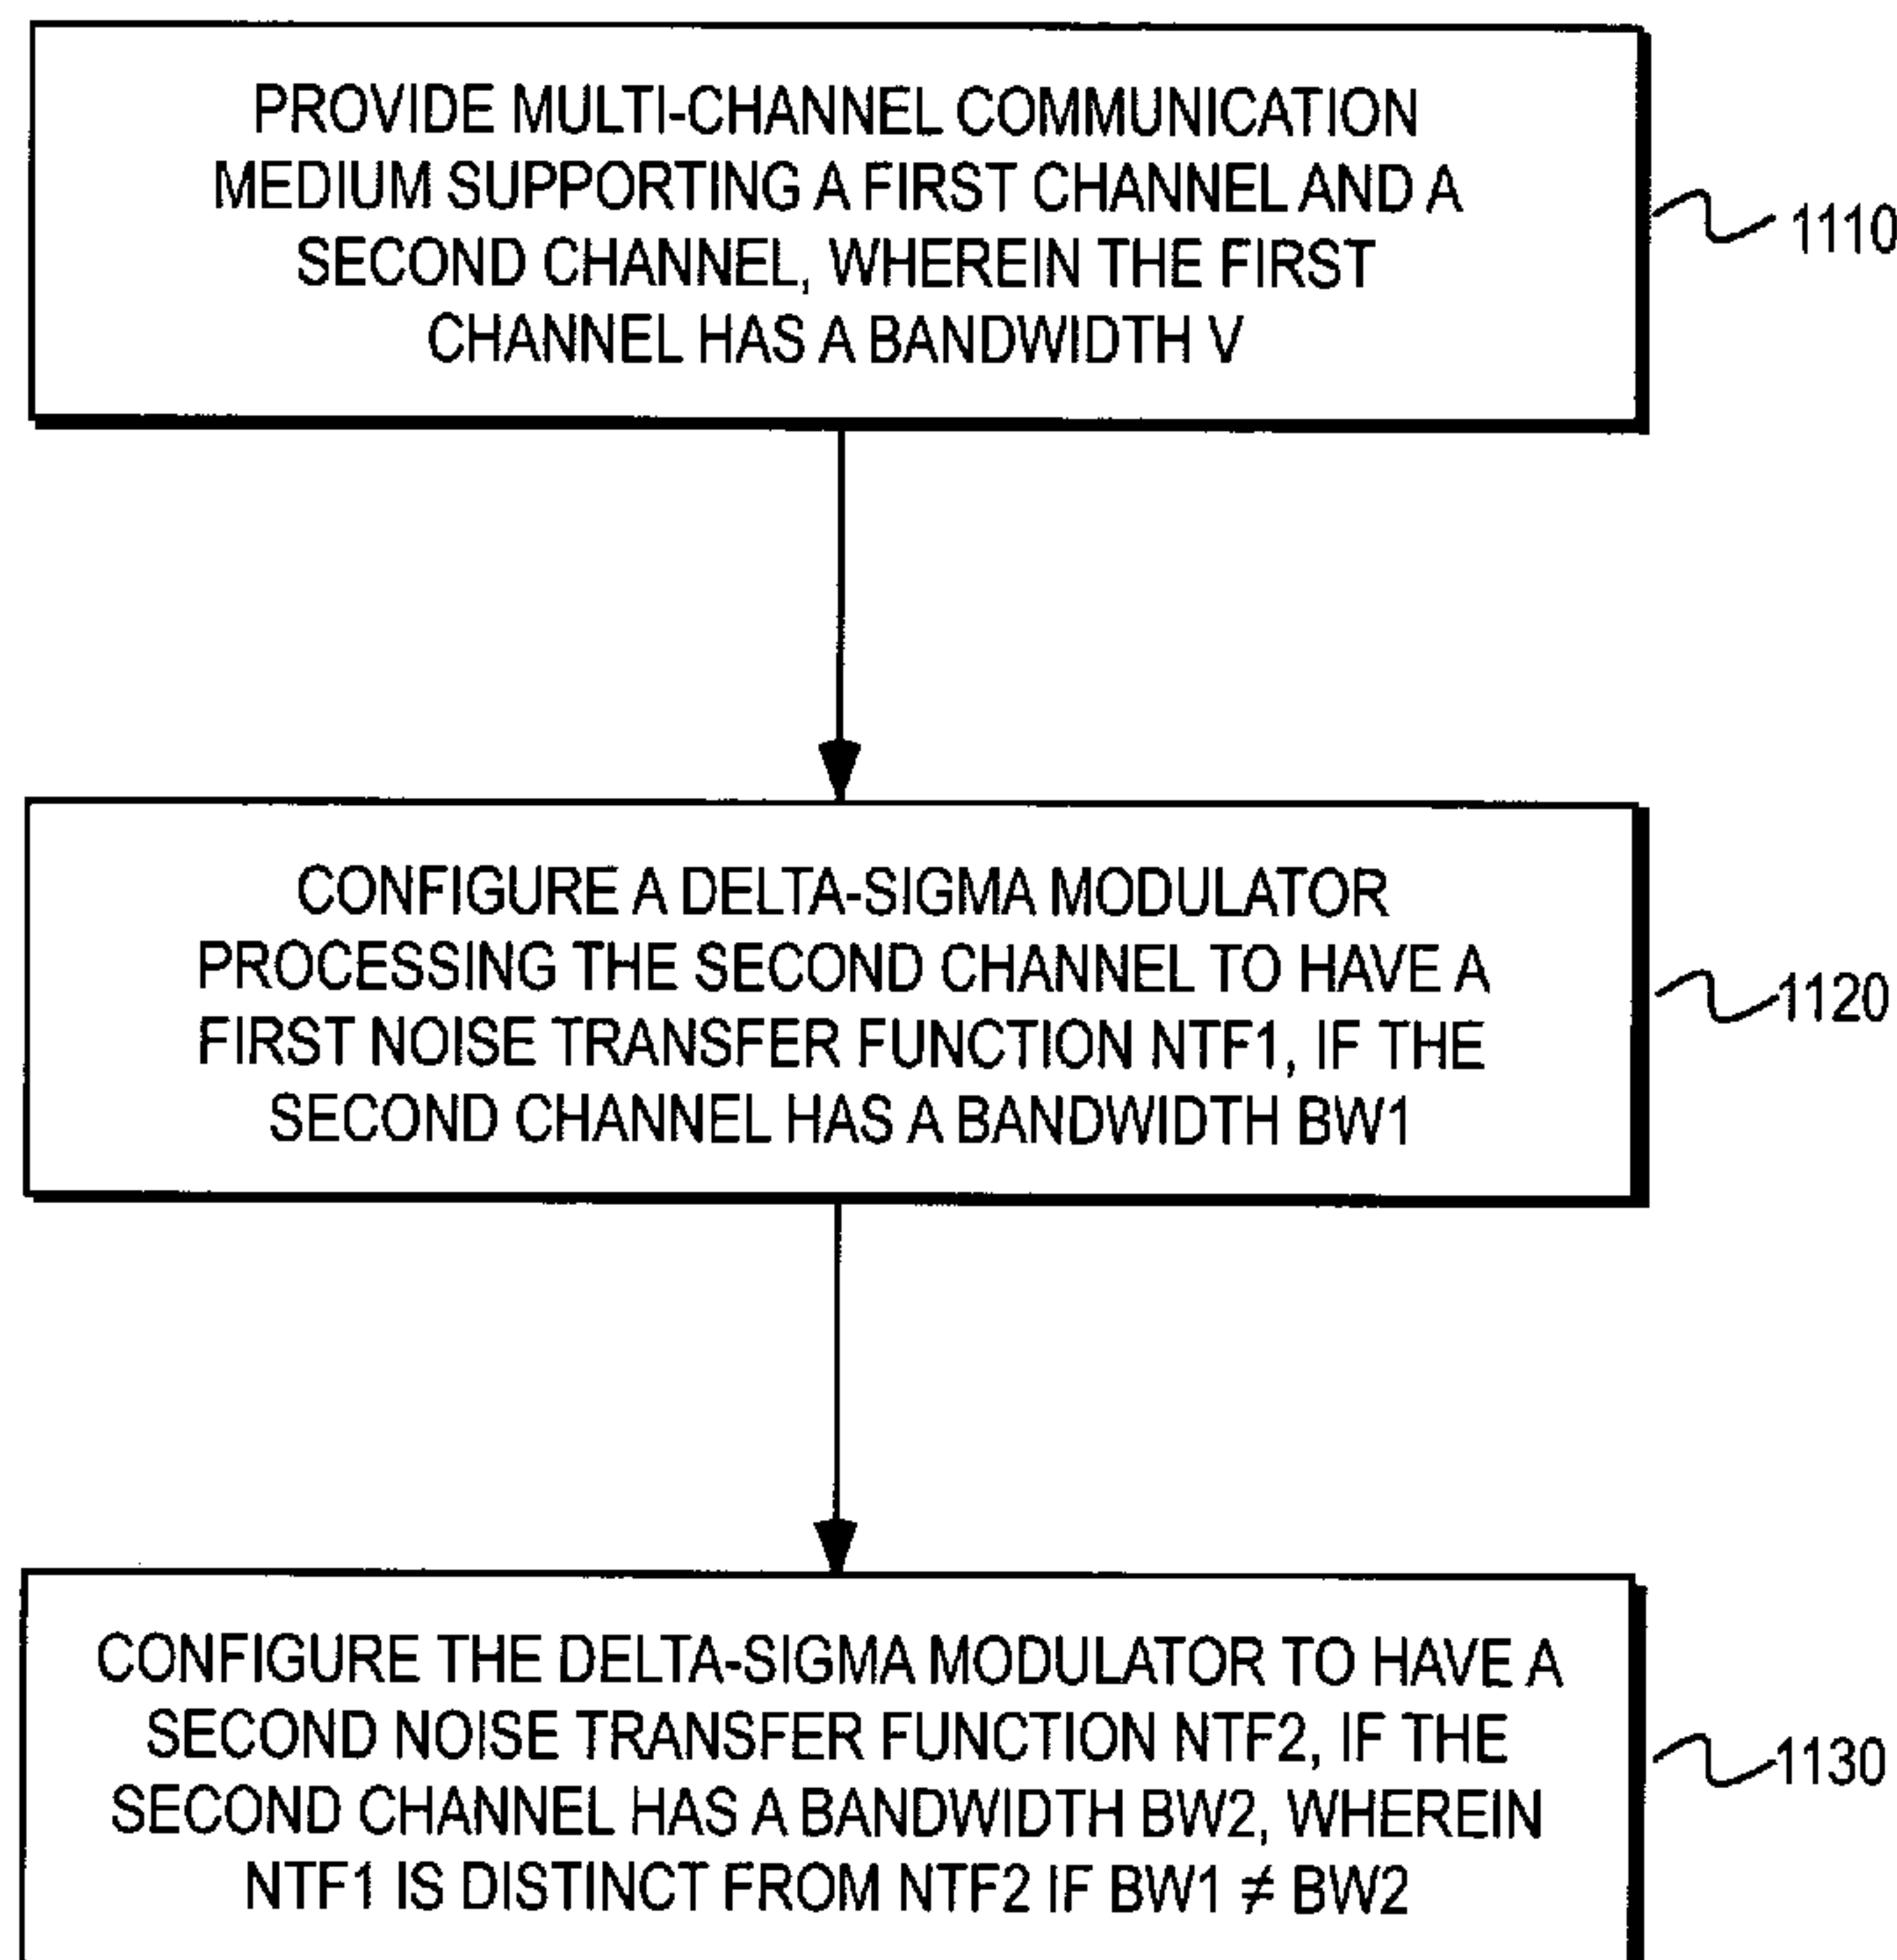 PROVIDE MULTI-CHANNEL COMMUNICATION
MEDIUM SUPPORTING A FIRST CHANNEL AND A
SECOND CHANNEL, WHEREIN THE FIRST
CHANNEL HAS A BANDWIDTH V
1110
CONFIGURE A DELTA-SIGMA MODULATOR
PROCESSING THE SECOND CHANNEL TO HAVE A
FIRST NOISE TRANSFER FUNCTION NTF1, IF THE
SECOND CHANNEL HAS A BANDWIDTH BW1
1120
CONFIGURE THE DELTA-SIGMA MODULATOR TO HAVE A
SECOND NOISE TRANSFER FUNCTION NTF2, IF THE
SECOND CHANNEL HAS A BANDWIDTH BW2, WHEREIN
NTF1 IS DISTINCT FROM NTF2 IF BW1 ≠ BW2
1130